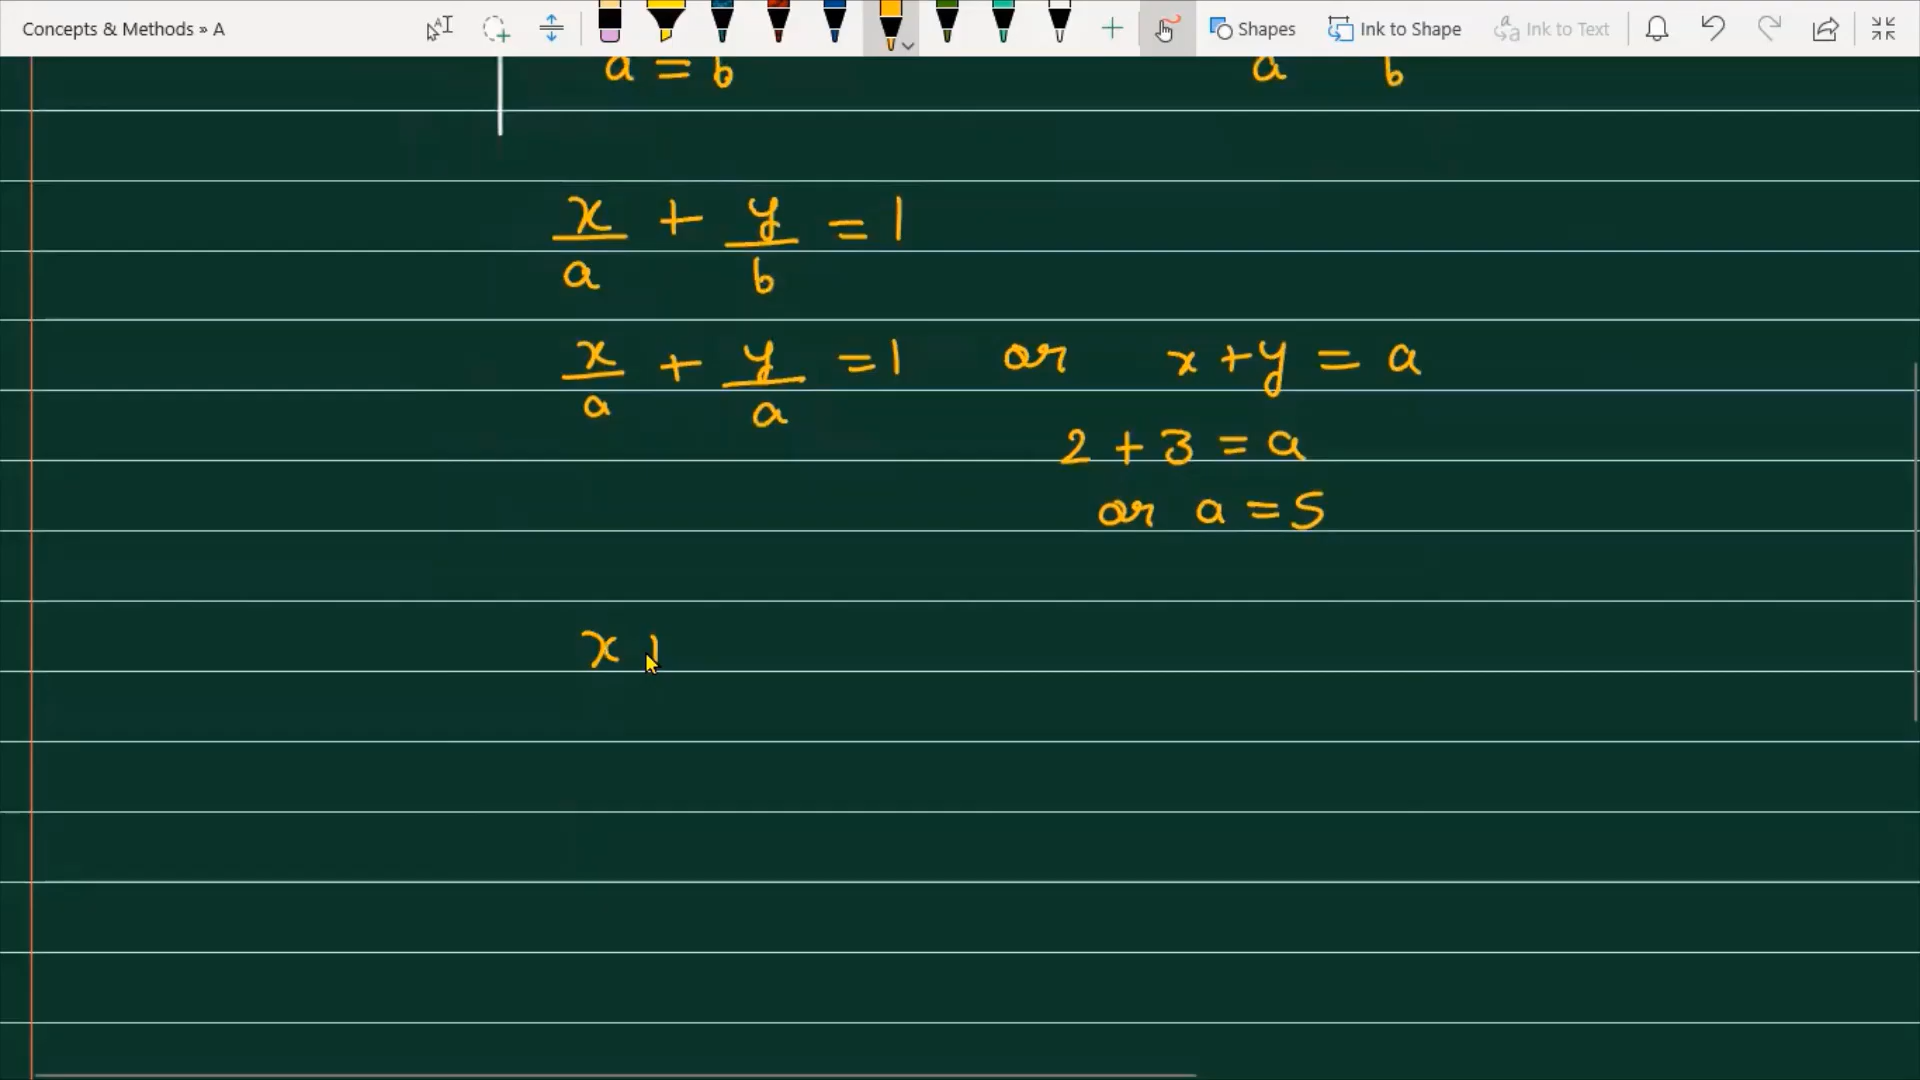 Concepts & Methods » A
Shapes Ink to Shape Ink to Text
a = b a b
x/a + y/b = 1
x/a + y/a = 1 or x + y = a
2 + 3 = a
or a = 5
x